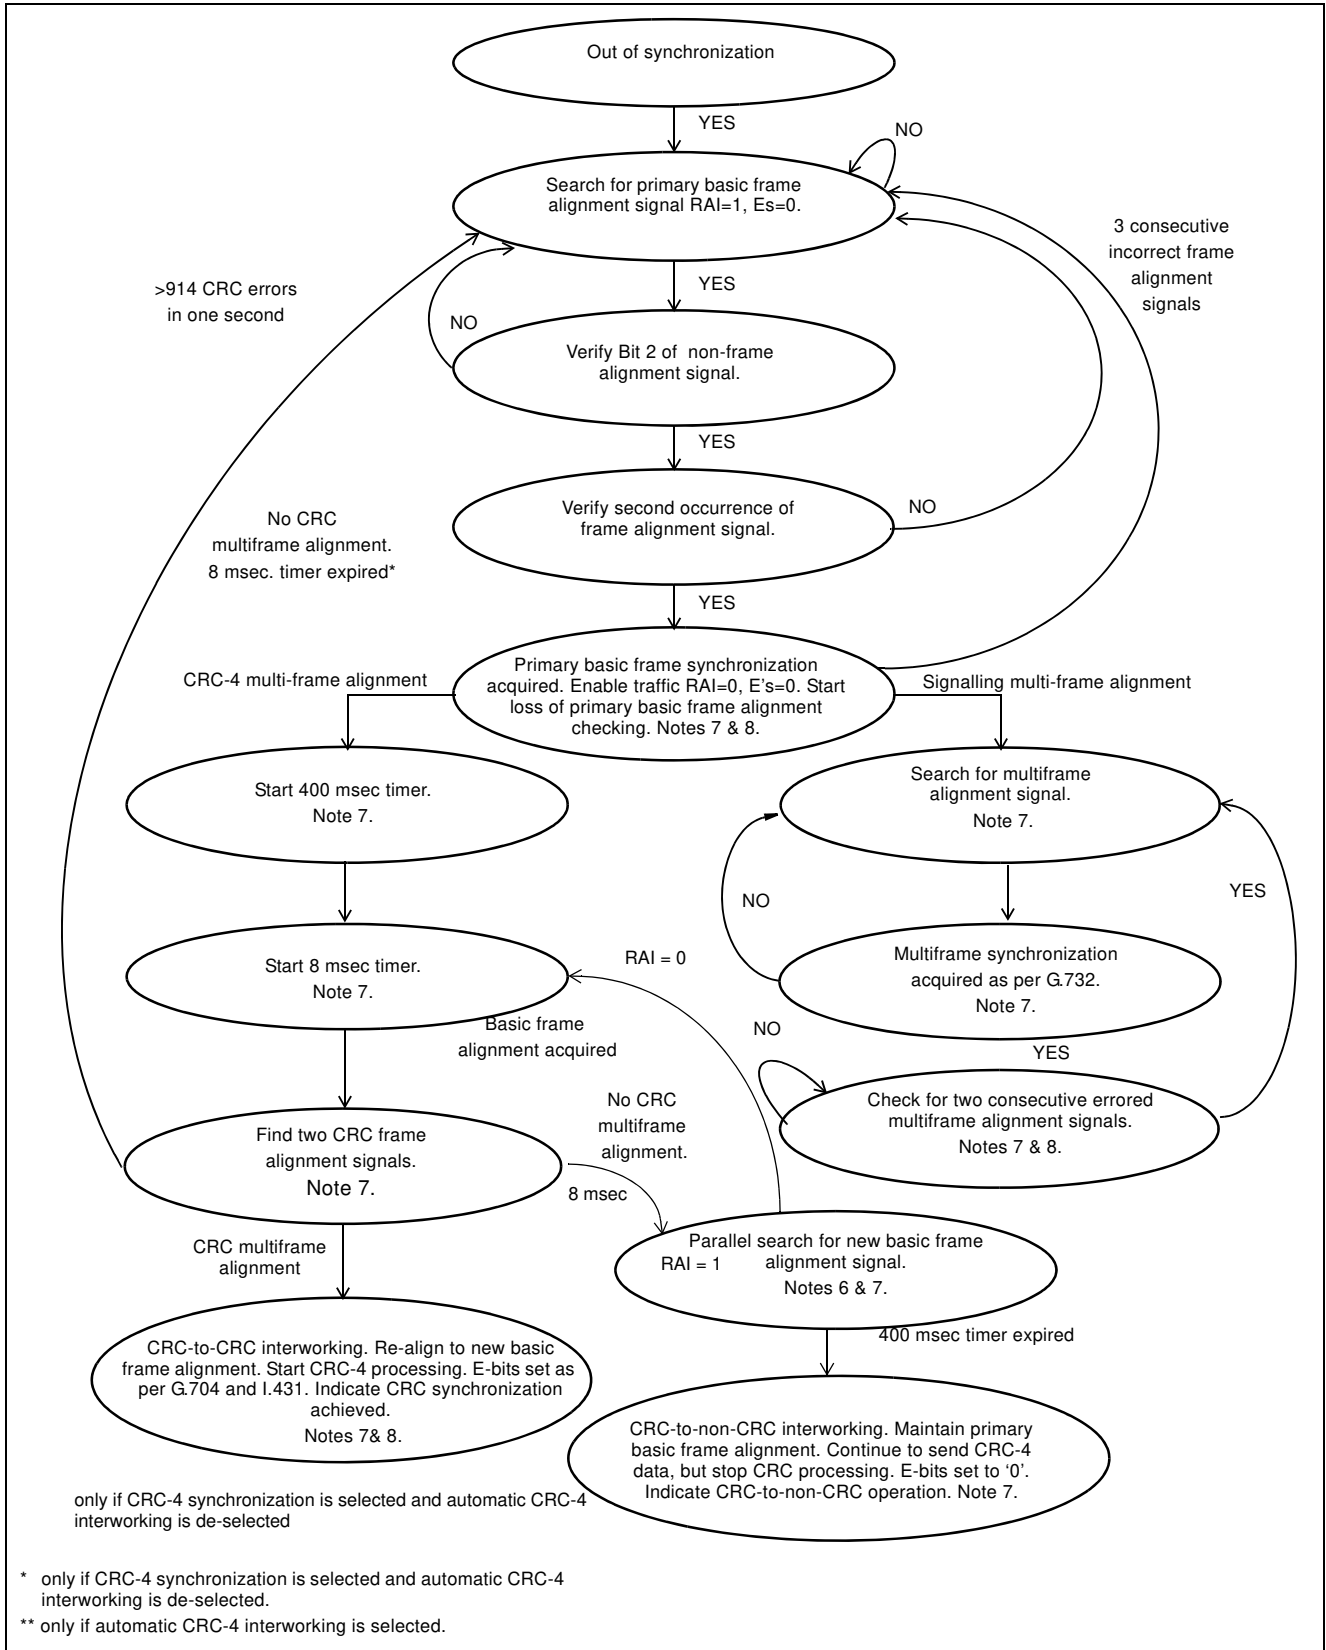 Out of synchronization
YES
NO
Search for primary basic frame
alignment signal RAI=1, Es=0.
3 consecutive
incorrect frame
alignment
signals
>914 CRC errors
in one second
YES
NO
Verify Bit 2 of non-frame
alignment signal.
YES
Verify second occurrence of
frame alignment signal.
NO
No CRC
multiframe alignment.
8 msec. timer expired*
YES
Primary basic frame synchronization
acquired. Enable traffic RAI=0, E's=0. Start
loss of primary basic frame alignment
checking. Notes 7 & 8.
CRC-4 multi-frame alignment
Signalling multi-frame alignment
Start 400 msec timer.
Note 7.
Search for multiframe
alignment signal.
Note 7.
NO
YES
Start 8 msec timer.
Note 7.
RAI = 0
Multiframe synchronization
acquired as per G.732.
Note 7.
Basic frame
alignment acquired
NO
YES
Check for two consecutive errored
multiframe alignment signals.
Notes 7 & 8.
Find two CRC frame
alignment signals.
Note 7.
No CRC
multiframe
alignment.
8 msec
CRC multiframe
alignment
Parallel search for new basic frame
RAI = 1 alignment signal.
Notes 6 & 7.
400 msec timer expired
CRC-to-CRC interworking. Re-align to new basic
frame alignment. Start CRC-4 processing. E-bits set as
per G.704 and I.431. Indicate CRC synchronization
achieved.
Notes 7& 8.
CRC-to-non-CRC interworking. Maintain primary
basic frame alignment. Continue to send CRC-4
data, but stop CRC processing. E-bits set to ‘0’.
Indicate CRC-to-non-CRC operation. Note 7.
only if CRC-4 synchronization is selected and automatic CRC-4
interworking is de-selected
* only if CRC-4 synchronization is selected and automatic CRC-4
interworking is de-selected.
** only if automatic CRC-4 interworking is selected.